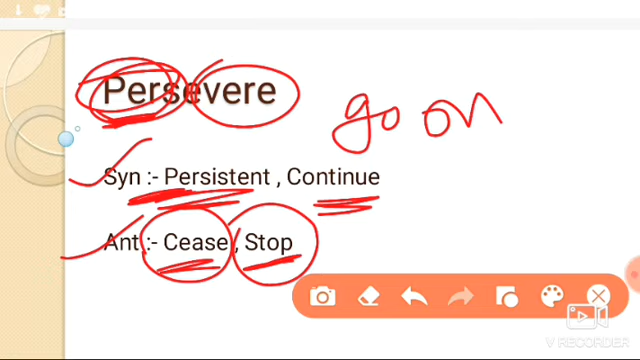 Persevere
go on
Syn :- Persistent , Continue
Ant :- Cease , Stop
V RECORDER